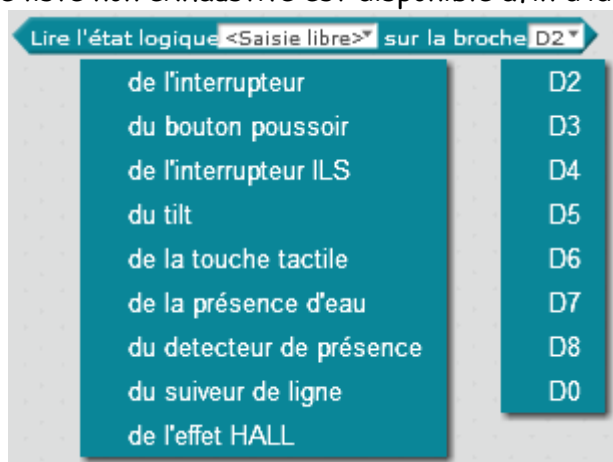 Lire l'état logique <Saisie libre> sur la broche D2
de l'interrupteur D2
du bouton poussoir D3
de l'interrupteur ILS D4
du tilt D5
de la touche tactile D6
de la présence d'eau D7
du detecteur de présence D8
du suiveur de ligne D0
de l'effet HALL